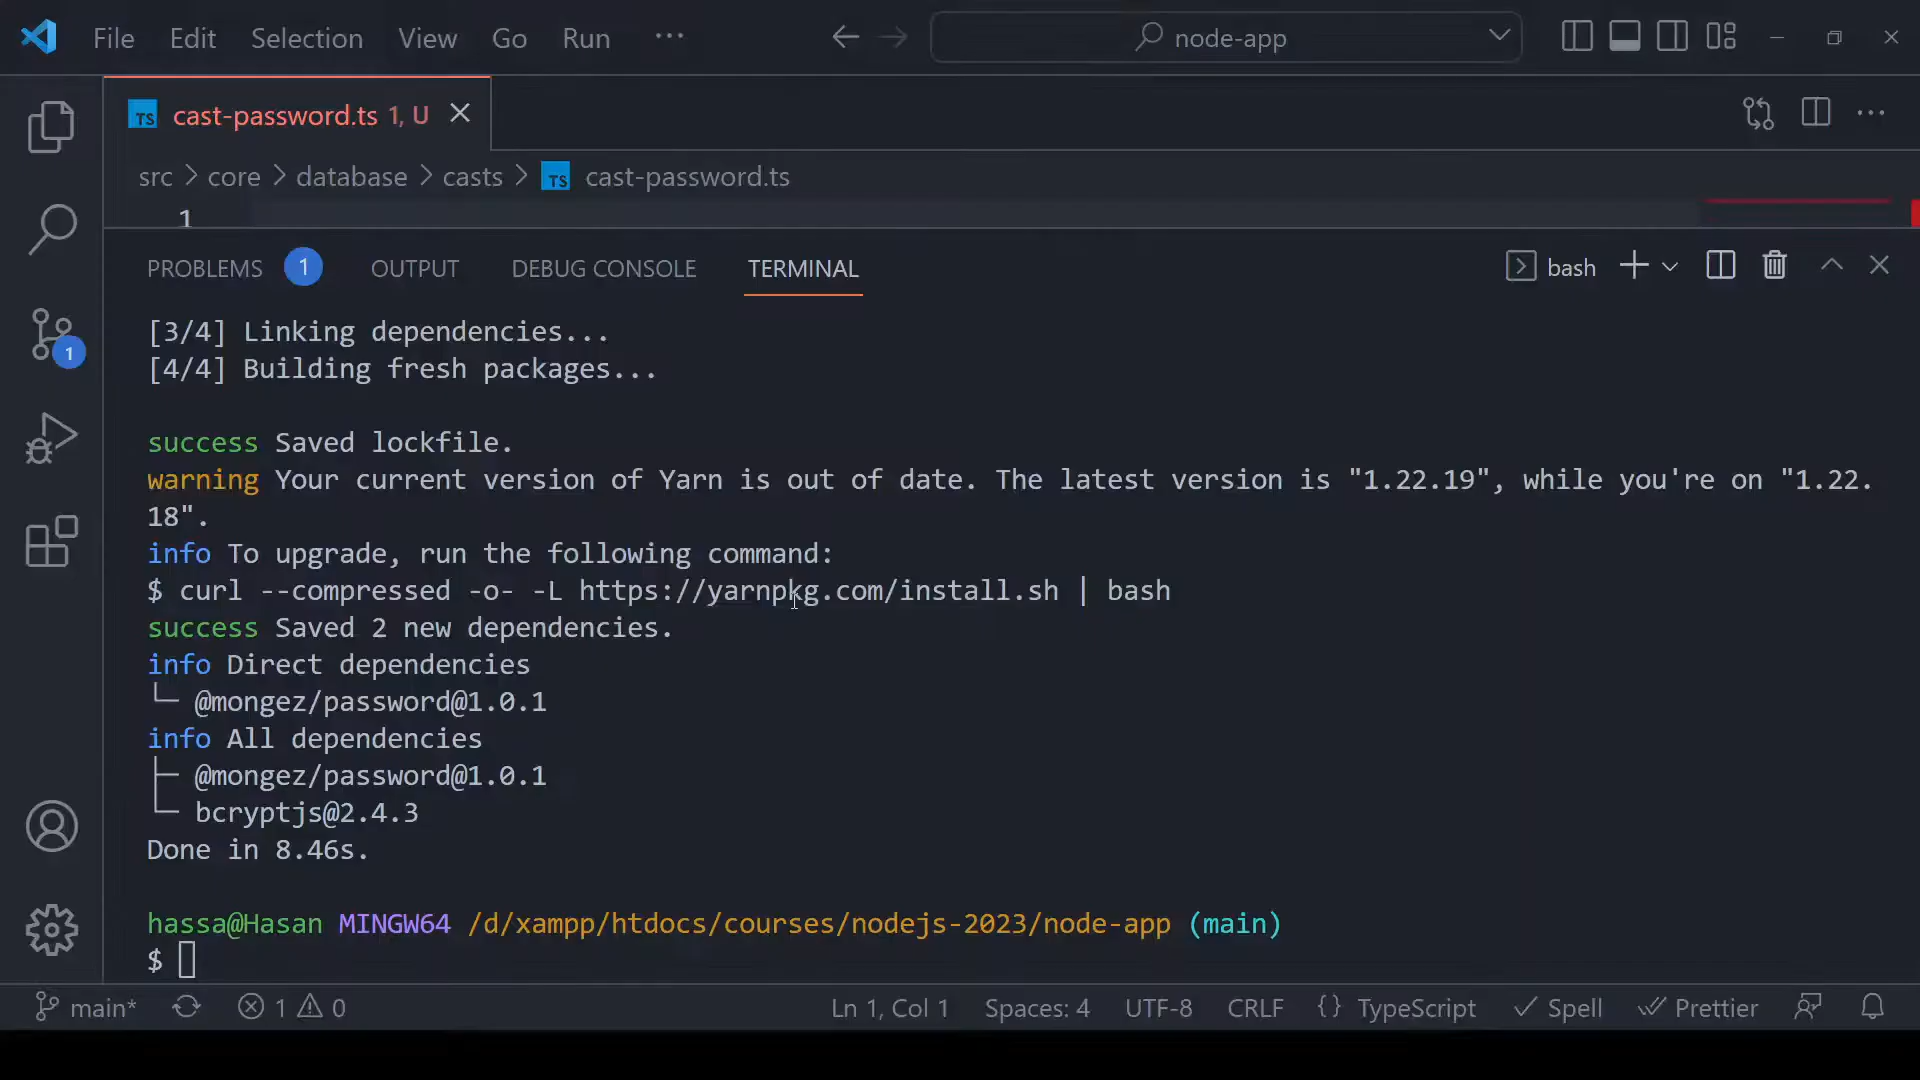 File Edit Selection View Go Run ... node-app
TS cast-password.ts 1, U
src > core > database > casts > TS cast-password.ts
1
PROBLEMS 1 OUTPUT DEBUG CONSOLE TERMINAL bash
[3/4] Linking dependencies...
[4/4] Building fresh packages...
success Saved lockfile.
warning Your current version of Yarn is out of date. The latest version is "1.22.19", while you're on "1.22.
18".
info To upgrade, run the following command:
$ curl --compressed -o- -L https://yarnpkg.com/install.sh | bash
success Saved 2 new dependencies.
info Direct dependencies
└─ @mongez/password@1.0.1
info All dependencies
├─ @mongez/password@1.0.1
└─ bcryptjs@2.4.3
Done in 8.46s.
hassa@Hasan MINGW64 /d/xampp/htdocs/courses/nodejs-2023/node-app (main)
$
1
main* 1 0 Ln 1, Col 1 Spaces: 4 UTF-8 CRLF {} TypeScript Spell Prettier